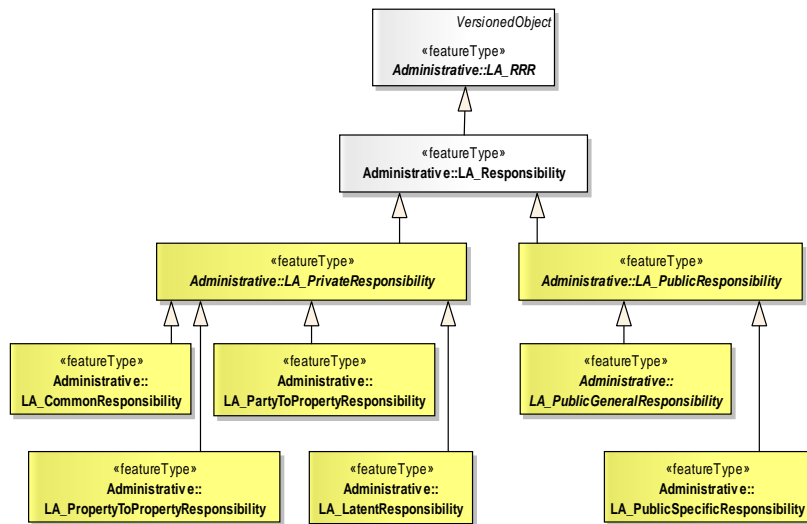 VersionedObject
«featureType»
Administrative::LA_RRR
«featureType»
Administrative::LA_Responsibility
«featureType»
Administrative::LA_PrivateResponsibility
«featureType»
Administrative::LA_PublicResponsibility
«featureType»
Administrative::
LA_CommonResponsibility
«featureType»
Administrative::
LA_PartyToPropertyResponsibility
«featureType»
Administrative::
LA_PublicGeneralResponsibility
«featureType»
Administrative::
LA_PropertyToPropertyResponsibility
«featureType»
Administrative::
LA_LatentResponsibility
«featureType»
Administrative::
LA_PublicSpecificResponsibility